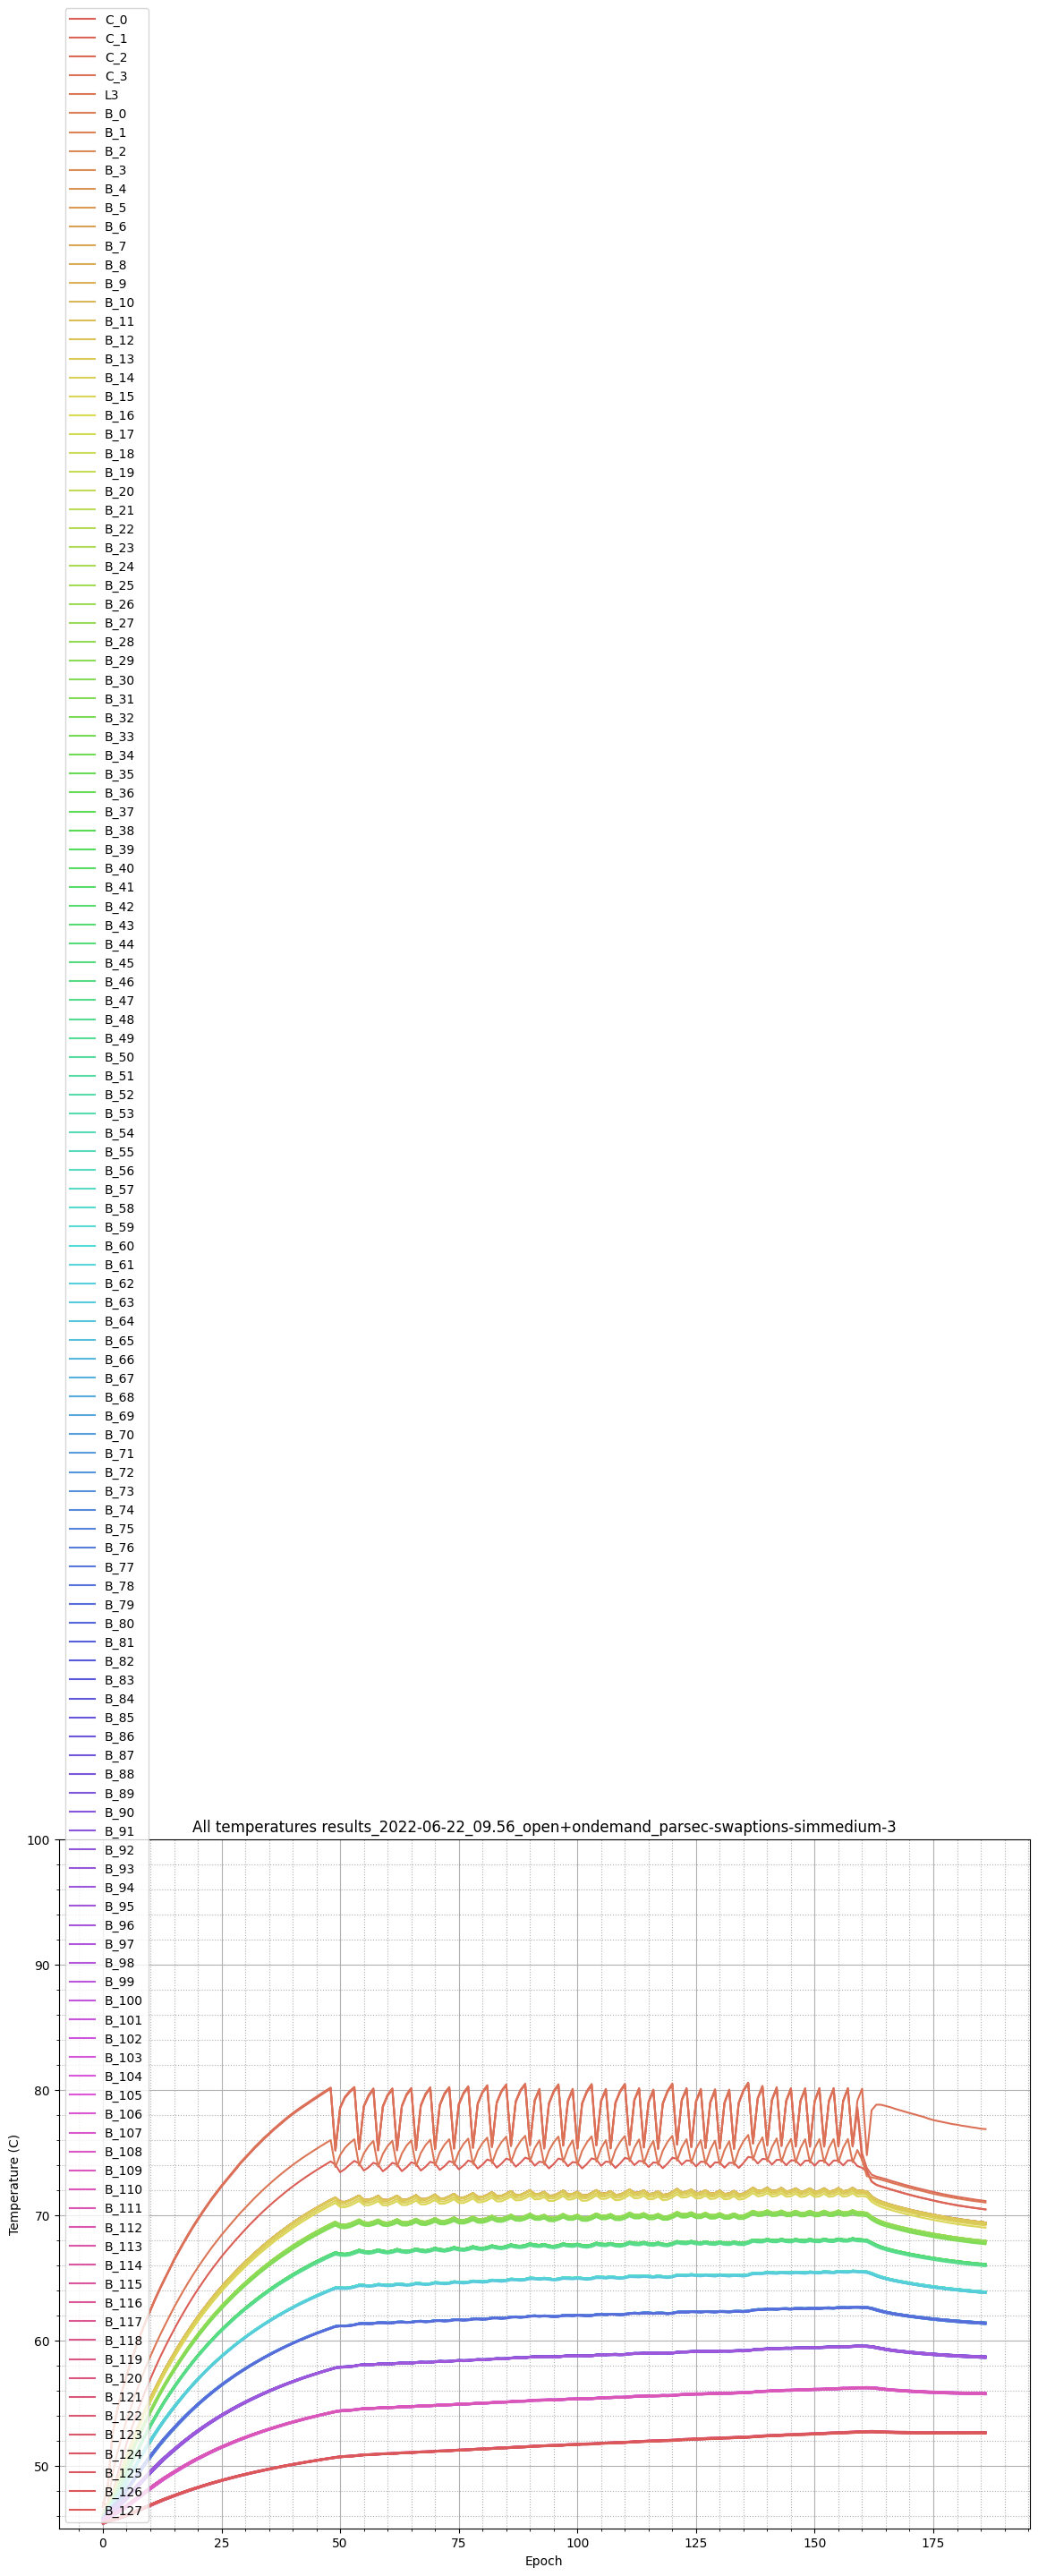 C_0
C_1
C_2
C_3
L3
B_0
B_1
B_2
B_3
B_4
B_5
B_6
B_7
B_8
B_9
B_10
B_11
B_12
B_13
B_14
B_15
B_16
B_17
B_18
B_19
B_20
B_21
B_22
B_23
B_24
B_25
B_26
B_27
B_28
B_29
B_30
B_31
B_32
B_33
B_34
B_35
B_36
B_37
B_38
B_39
B_40
B_41
B_42
B_43
B_44
B_45
B_46
B_47
B_48
B_49
B_50
B_51
B_52
B_53
B_54
B_55
B_56
B_57
B_58
B_59
B_60
B_61
B_62
B_63
B_64
B_65
B_66
B_67
B_68
B_69
B_70
B_71
B_72
B_73
B_74
B_75
B_76
B_77
B_78
B_79
B_80
B_81
B_82
B_83
B_84
B_85
B_86
B_87
B_88
B_89
B_90
B_91
B_92
B_93
B_94
B_95
B_96
B_97
B_98
B_99
B_100
B_101
B_102
B_103
B_104
B_105
B_106
B_107
B_108
B_109
B_110
B_111
B_112
B_113
B_114
B_115
B_116
B_117
B_118
B_119
B_120
B_121
B_122
B_123
B_124
B_125
B_126
B_127
All temperatures results_2022-06-22_09.56_open+ondemand_parsec-swaptions-simmedium-3
100
90
80
70
60
50
Temperature (C)
0 25 50 75 100 125 150 175
Epoch